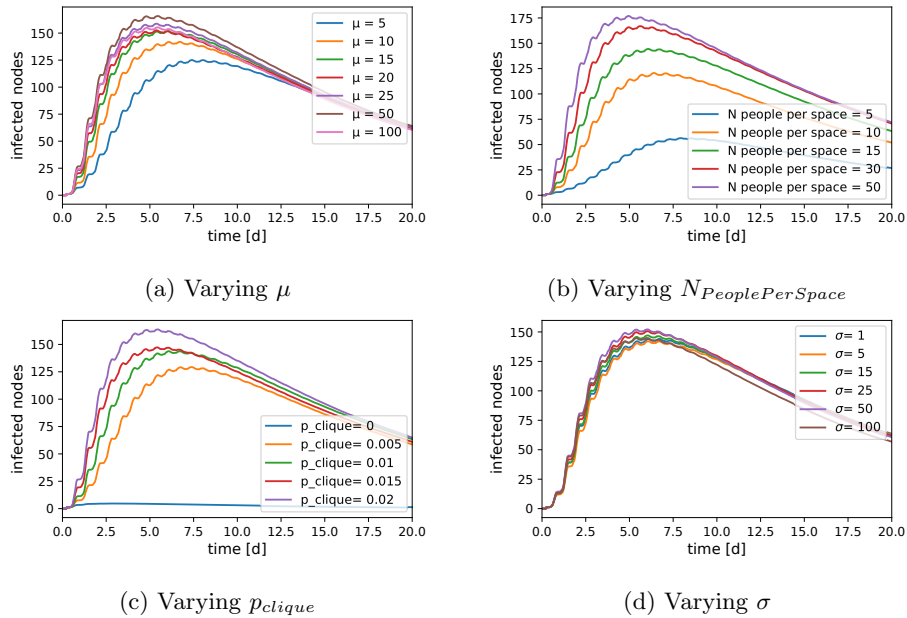 infected nodes
150
125
100
75
50
25
0
μ = 5
μ = 10
μ = 15
μ = 20
μ = 25
μ = 50
μ = 100
0.0 2.5 5.0 7.5 10.0 12.5 15.0 17.5 20.0
time [d]
(a) Varying μ
infected nodes
175
150
125
100
75
50
25
0
N people per space = 5
N people per space = 10
N people per space = 15
N people per space = 30
N people per space = 50
0.0 2.5 5.0 7.5 10.0 12.5 15.0 17.5 20.0
time [d]
(b) Varying N_{PeoplePerSpace}
infected nodes
150
125
100
75
50
25
0
p_clique= 0
p_clique= 0.005
p_clique= 0.01
p_clique= 0.015
p_clique= 0.02
0.0 2.5 5.0 7.5 10.0 12.5 15.0 17.5 20.0
time [d]
(c) Varying p_{clique}
infected nodes
150
125
100
75
50
25
0
σ= 1
σ= 5
σ= 15
σ= 25
σ= 50
σ= 100
0.0 2.5 5.0 7.5 10.0 12.5 15.0 17.5 20.0
time [d]
(d) Varying σ